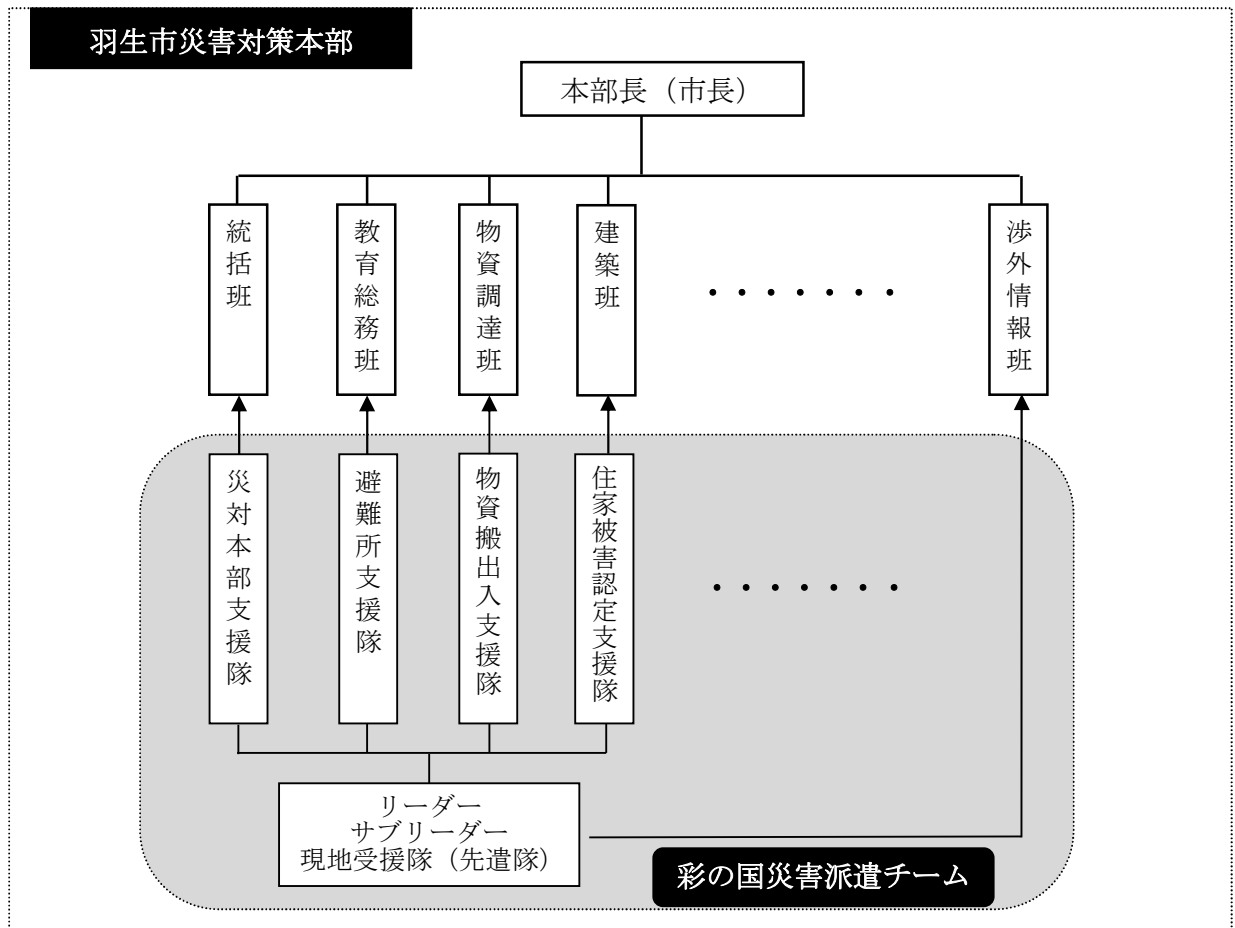 羽生市災害対策本部
本部長（市長）
統括班
教育総務班
物資調達班
建築班
・・・・・・・
渉外情報班
災対本部支援隊
避難所支援隊
物資搬出入支援隊
住家被害認定支援隊
・・・・・・・
リーダー
サブリーダー
現地受援隊（先遣隊）
彩の国災害派遣チーム